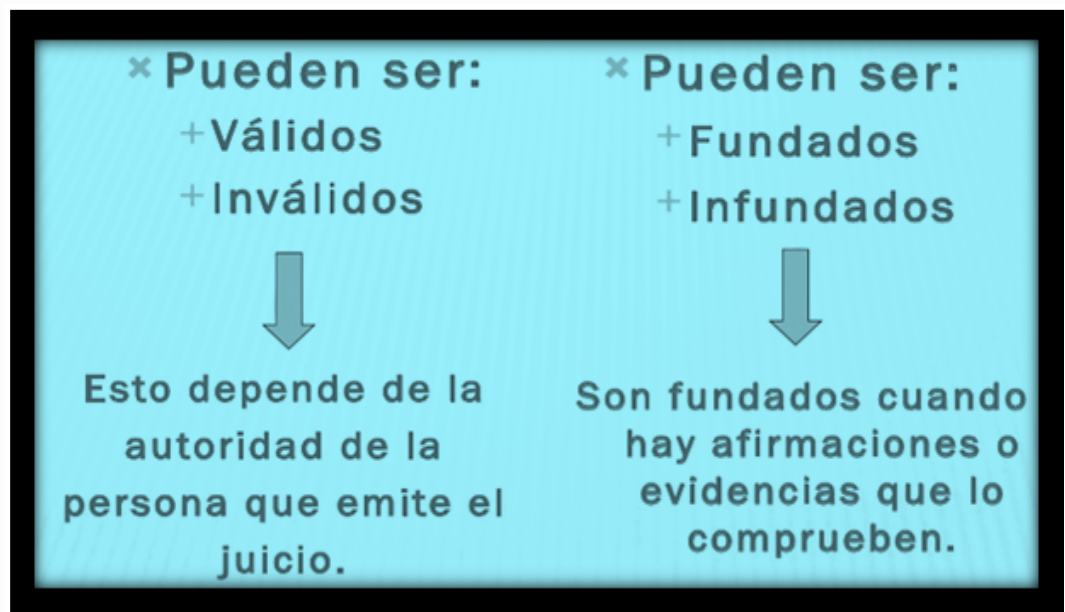 × Pueden ser:
+ Válidos
+ Inválidos
Esto depende de la
autoridad de la
persona que emite el
juicio.
× Pueden ser:
+ Fundados
+ Infundados
Son fundados cuando
hay afirmaciones o
evidencias que lo
comprueben.